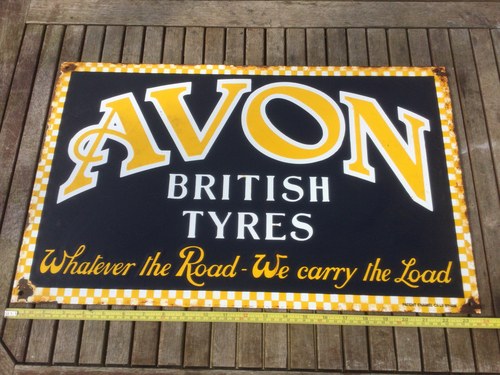 AVON
BRITISH
TYRES
Whatever the Road - We carry the Load